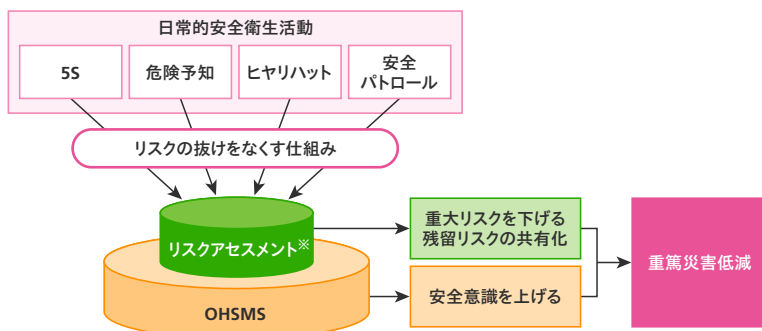 日常的安全衛生活動
5S
危険予知
ヒヤリハット
安全
パトロール
リスクの抜けをなくす仕組み
リスクアセスメント※
重大リスクを下げる
残留リスクの共有化
重篤災害低減
安全意識を上げる
OHSMS